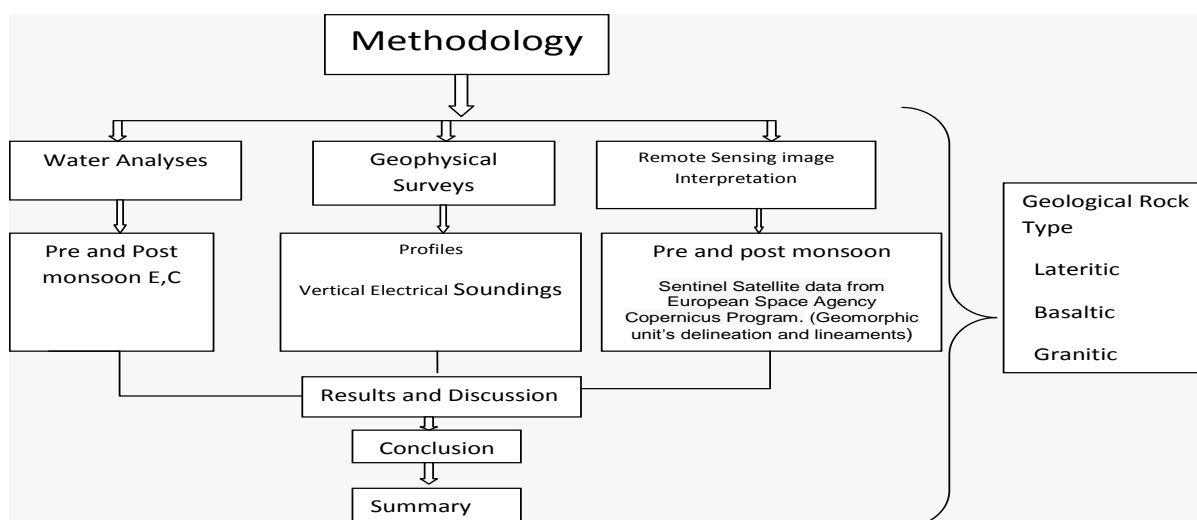 Methodology
Water Analyses
Geophysical
Surveys
Remote Sensing image
Interpretation
Pre and Post
monsoon E,C
Profiles
Vertical Electrical Soundings
Pre and post monsoon
Sentinel Satellite data from
European Space Agency
Copernicus Program. (Geomorphic
unit's delineation and lineaments)
Geological Rock
Type
Lateritic
Basaltic
Granitic
Results and Discussion
Conclusion
Summary